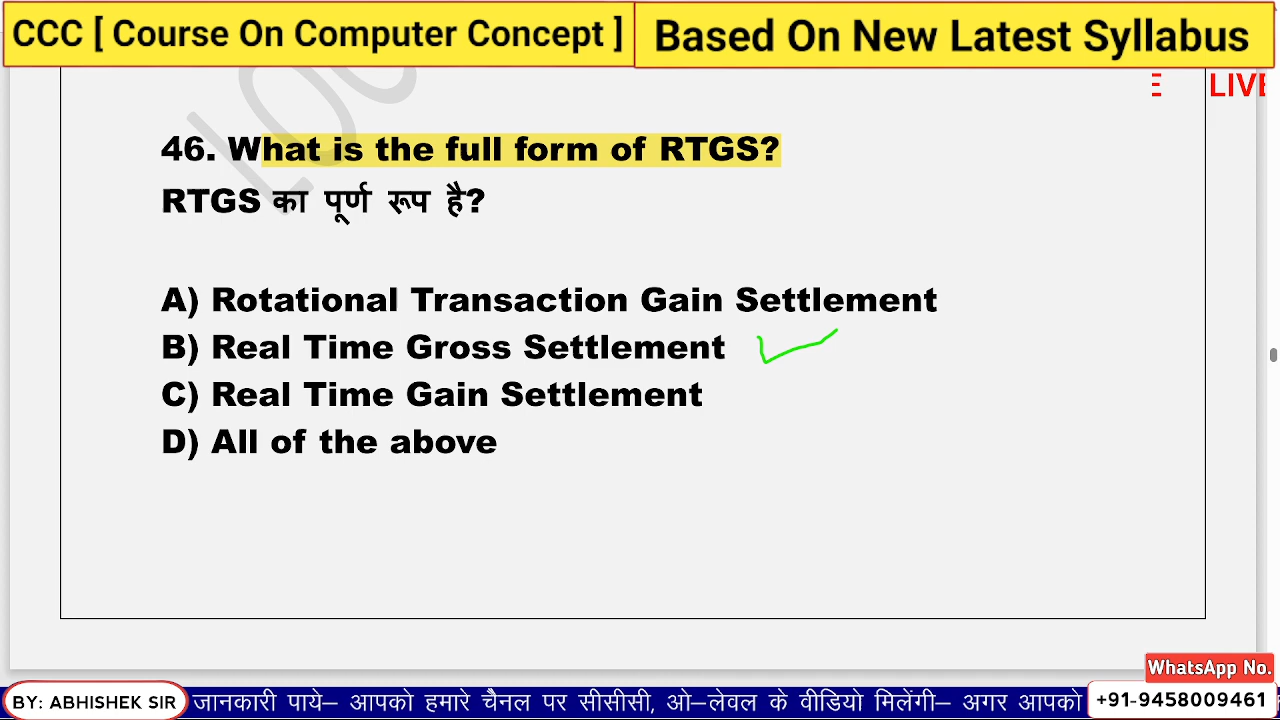 CCC [ Course On Computer Concept ]
Based On New Latest Syllabus
LIVE
46. What is the full form of RTGS?
RTGS का पूर्ण रूप है?
A) Rotational Transaction Gain Settlement
B) Real Time Gross Settlement
C) Real Time Gain Settlement
D) All of the above
WhatsApp No.
BY: ABHISHEK SIR
जानकारी पाये– आपको हमारे चैनल पर सीसीसी, ओ–लेवल के वीडियो मिलेंगी– अगर आपको
+91-9458009461